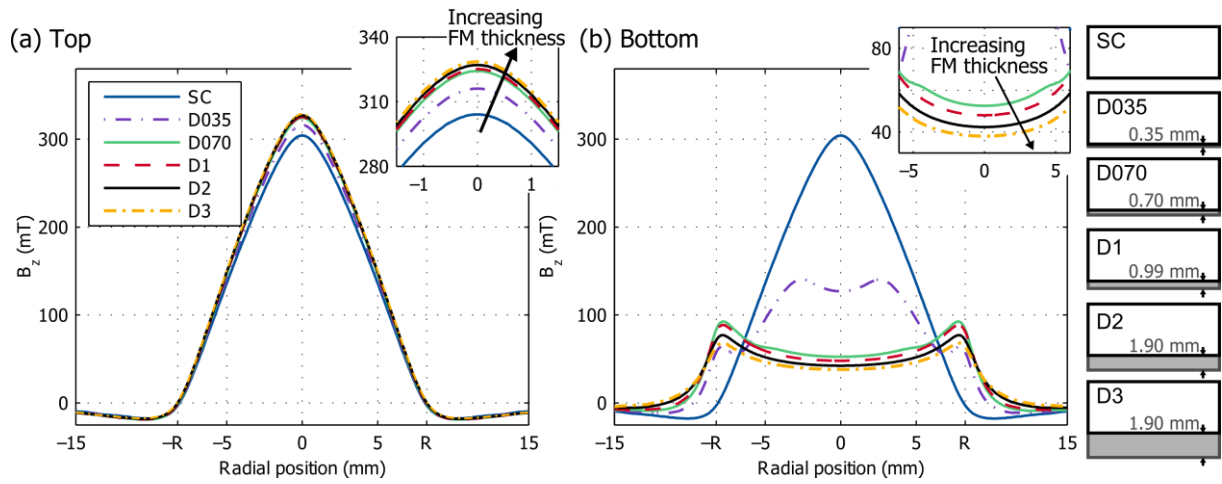 (a) Top
SC
D035
D070
D1
D2
D3
Increasing
FM thickness
340
310
280
−1
0
1
300
200
100
0
B_z (mT)
−15
−R
−5
0
5
R
15
Radial position (mm)
(b) Bottom
Increasing
FM thickness
80
40
−5
0
5
300
200
100
0
B_z (mT)
−15
−R
−5
0
5
R
15
Radial position (mm)
SC
D035
0.35 mm
D070
0.70 mm
D1
0.99 mm
D2
1.90 mm
D3
1.90 mm